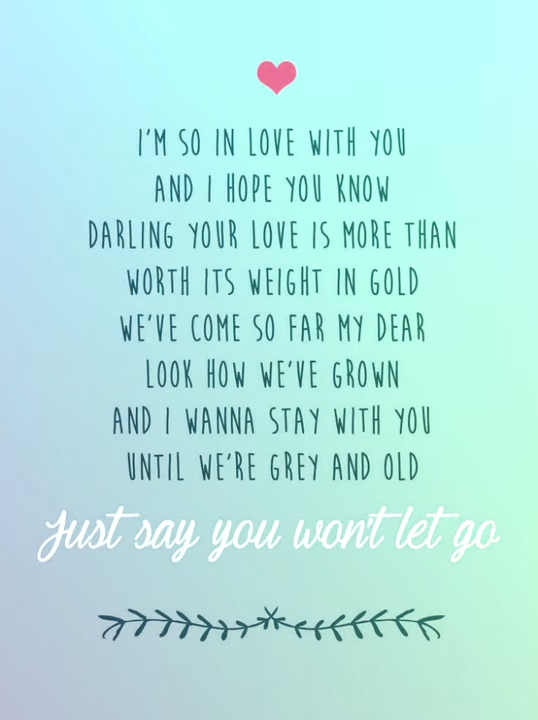 I'M SO IN LOVE WITH YOU
AND I HOPE YOU KNOW
DARLING YOUR LOVE IS MORE THAN
WORTH ITS WEIGHT IN GOLD
WE'VE COME SO FAR MY DEAR
LOOK HOW WE'VE GROWN
AND I WANNA STAY WITH YOU
UNTIL WE'RE GREY AND OLD
Just say you won't let go